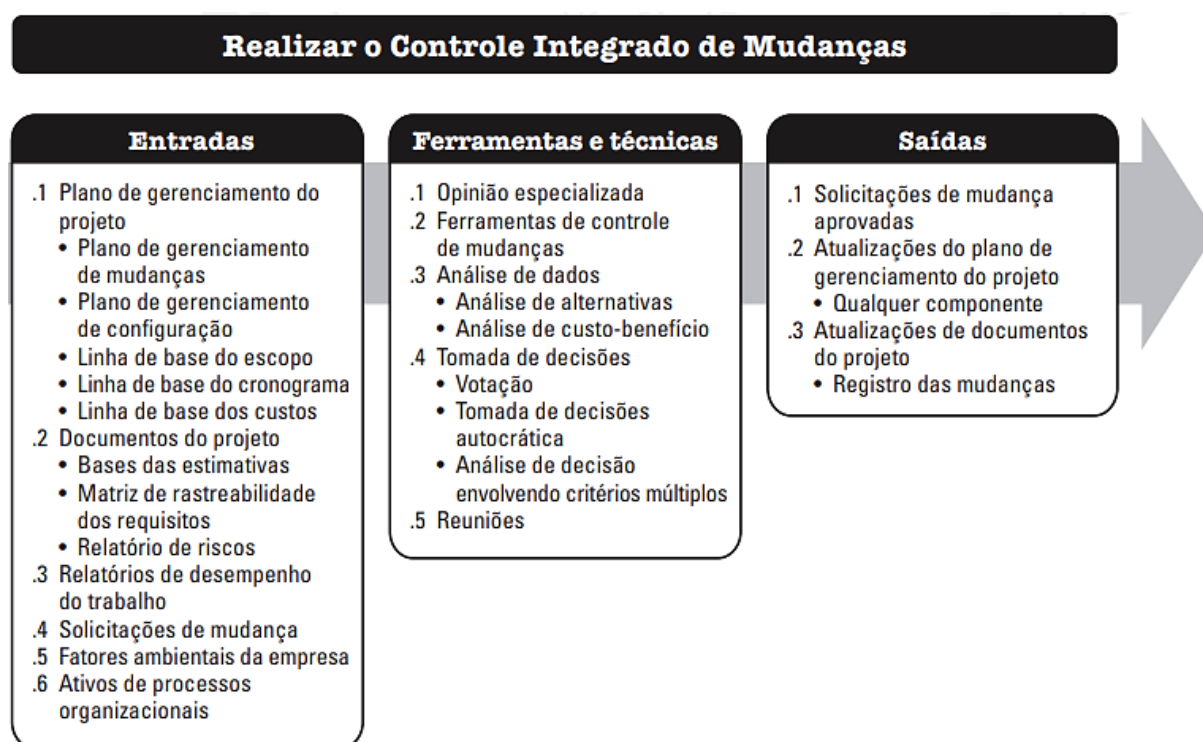 Realizar o Controle Integrado de Mudanças
Entradas
.1 Plano de gerenciamento do
projeto
• Plano de gerenciamento
de mudanças
• Plano de gerenciamento
de configuração
• Linha de base do escopo
• Linha de base do cronograma
• Linha de base dos custos
.2 Documentos do projeto
• Bases das estimativas
• Matriz de rastreabilidade
dos requisitos
• Relatório de riscos
.3 Relatórios de desempenho
do trabalho
.4 Solicitações de mudança
.5 Fatores ambientais da empresa
.6 Ativos de processos
organizacionais
Ferramentas e técnicas
.1 Opinião especializada
.2 Ferramentas de controle
de mudanças
.3 Análise de dados
• Análise de alternativas
• Análise de custo-benefício
.4 Tomada de decisões
• Votação
• Tomada de decisões
autocrática
• Análise de decisão
envolvendo critérios múltiplos
.5 Reuniões
Saídas
.1 Solicitações de mudança
aprovadas
.2 Atualizações do plano de
gerenciamento do projeto
• Qualquer componente
.3 Atualizações de documentos
do projeto
• Registro das mudanças